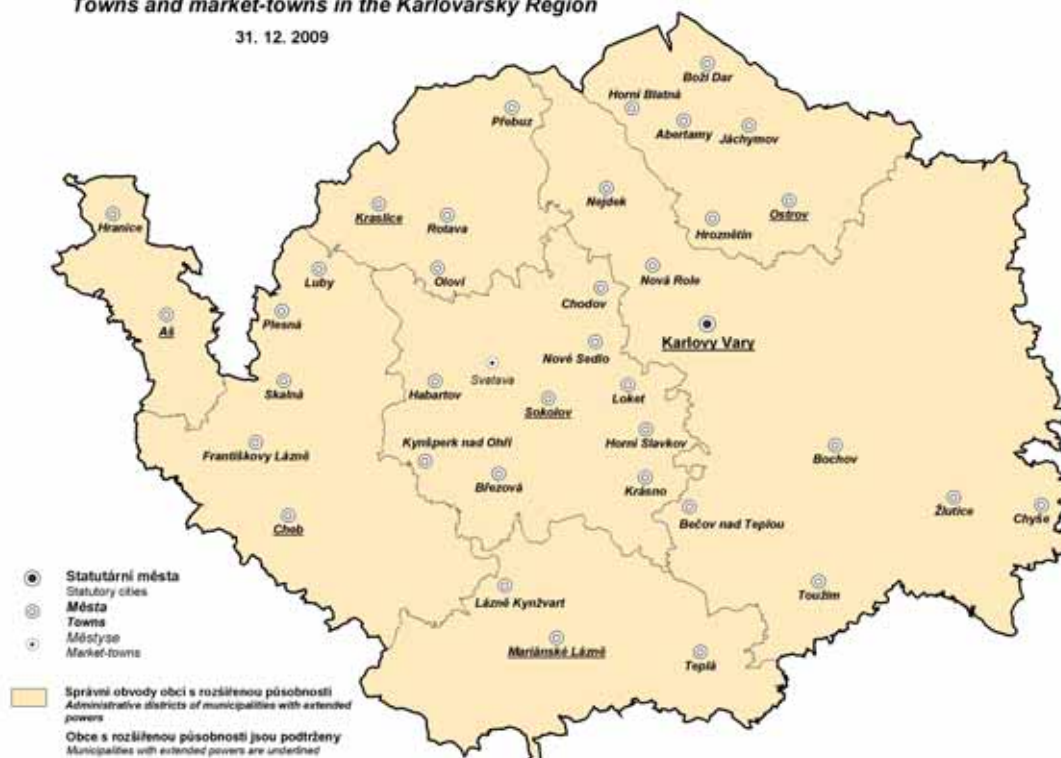 Towns and market-towns in the Karlovarský Region
31. 12. 2009
Boží Dar
Horní Blatná
Přebuz
Abertamy
Jáchymov
Nejdek
Kraslice
Ostrov
Hranice
Rotava
Hroznětín
Luby
Oloví
Nová Role
Chodov
Plesná
Aš
Karlovy Vary
Nové Sedlo
Svatava
Skalná
Habartov
Loket
Sokolov
Kynšperk nad Ohří
Horní Slavkov
Františkovy Lázně
Bochov
Březová
Krásno
Žlutice
Chyše
Bečov nad Teplou
Cheb
Toužim
Lázně Kynžvart
Mariánské Lázně
Teplá
Statutární města
Statutory cities
Města
Towns
Městyse
Market-towns
Správní obvody obcí s rozšířenou působností
Administrative districts of municipalities with extended
powers
Obce s rozšířenou působností jsou podtrženy
Municipalities with extended powers are underlined